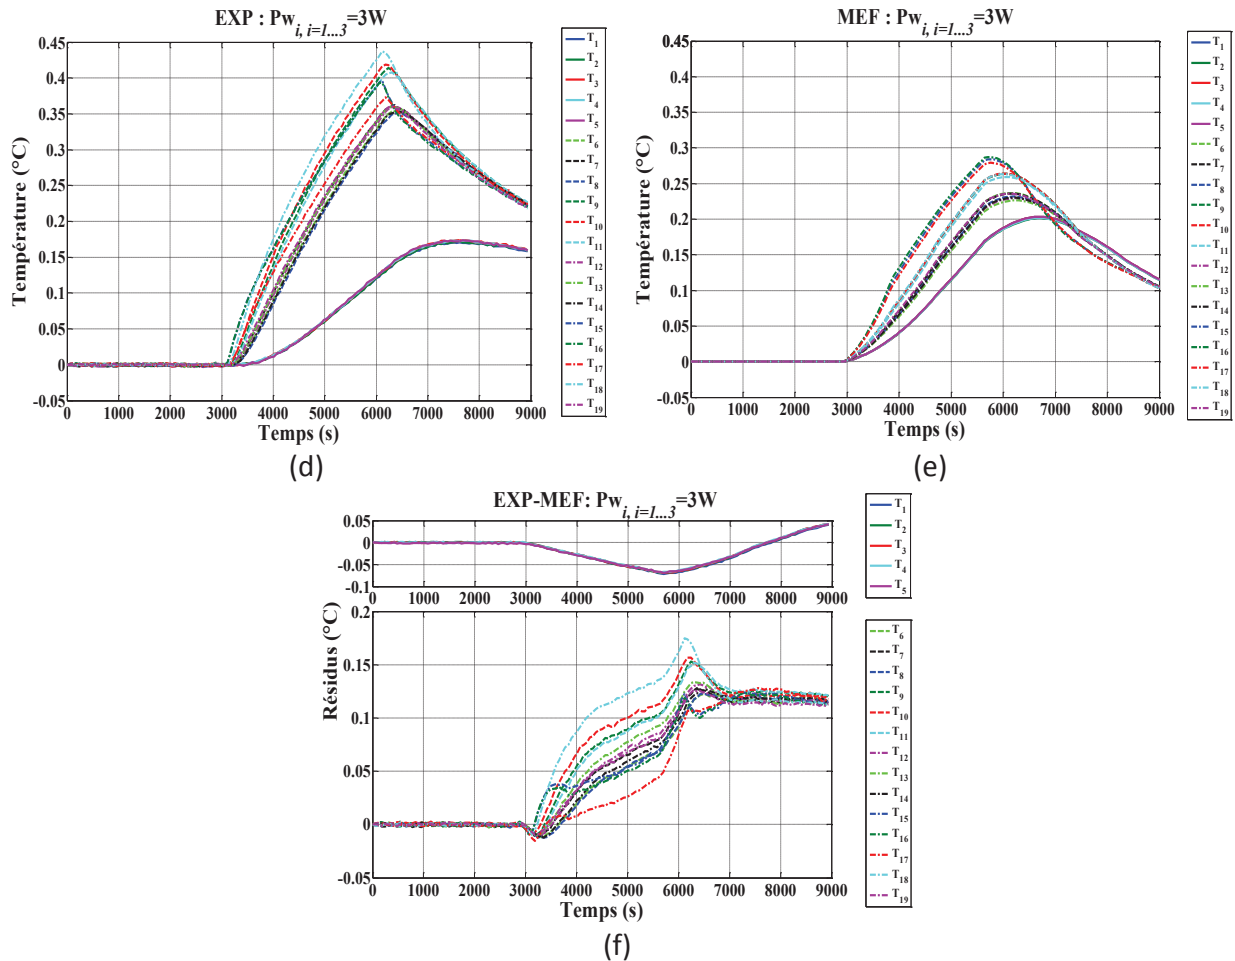 EXP : Pw i, i=1...3 =3W
Température (°C)
0.45
0.4
0.35
0.3
0.25
0.2
0.15
0.1
0.05
0
-0.05
0 1000 2000 3000 4000 5000 6000 7000 8000 9000
Temps (s)
T1
T2
T3
T4
T5
T6
T7
T8
T9
T10
T11
T12
T13
T14
T15
T16
T17
T18
T19
(d)
MEF : Pw i, i=1...3 =3W
Température (°C)
0.45
0.4
0.35
0.3
0.25
0.2
0.15
0.1
0.05
0
-0.05
0 1000 2000 3000 4000 5000 6000 7000 8000 9000
Temps (s)
T1
T2
T3
T4
T5
T6
T7
T8
T9
T10
T11
T12
T13
T14
T15
T16
T17
T18
T19
(e)
EXP-MEF: Pw i, i=1...3 =3W
0.05
0
-0.05
-0.1
0 1000 2000 3000 4000 5000 6000 7000 8000 9000
T1
T2
T3
T4
T5
Résidus (°C)
0.2
0.15
0.1
0.05
0
-0.05
0 1000 2000 3000 4000 5000 6000 7000 8000 9000
Temps (s)
T6
T7
T8
T9
T10
T11
T12
T13
T14
T15
T16
T17
T18
T19
(f)